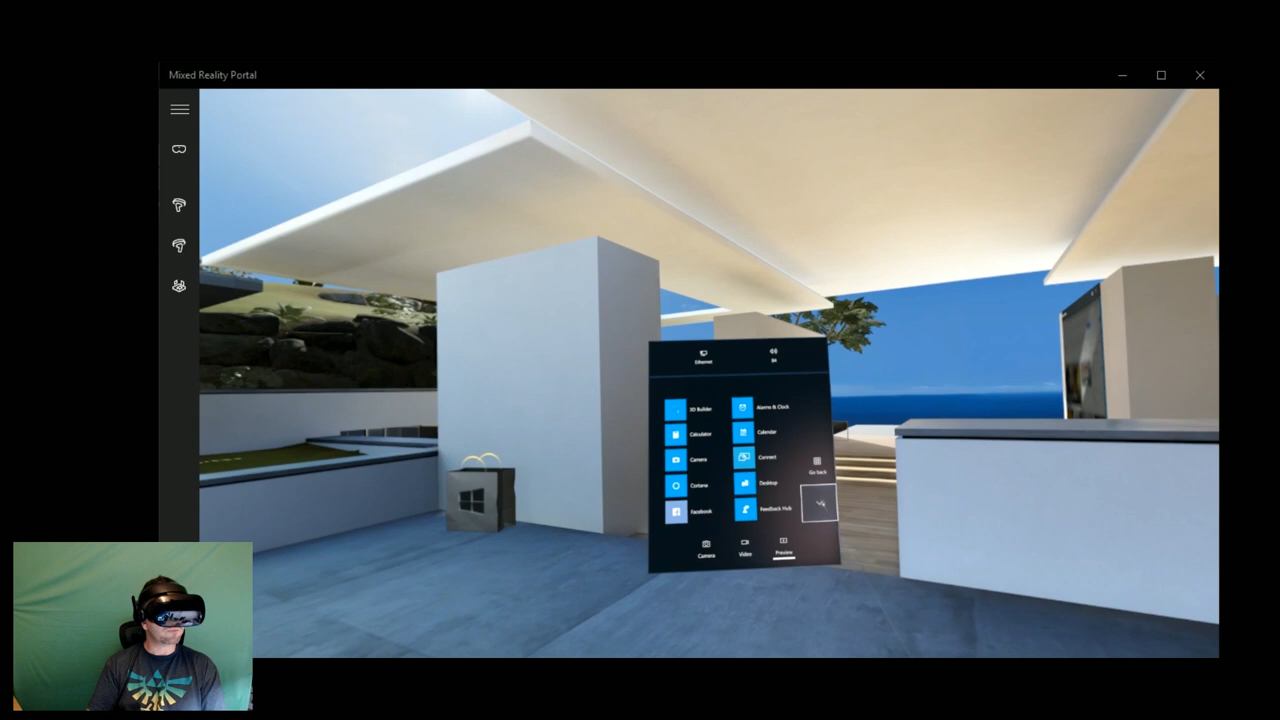 Mixed Reality Portal
Ethernet
84
3D Builder
Alarms & Clock
Calculator
Calendar
Camera
Connect
Go back
Cortana
Desktop
Facebook
Feedback Hub
Camera
Video
Preview